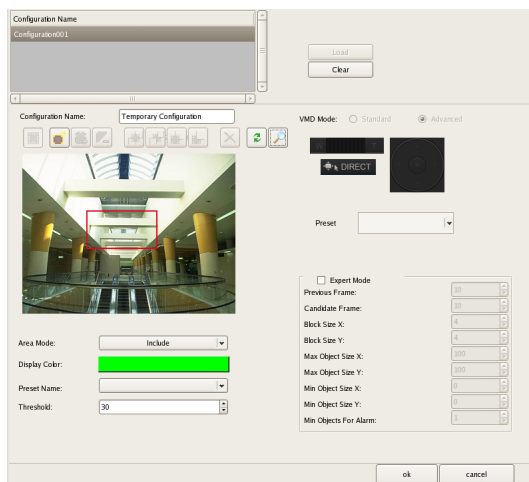 Configuration Name
Configuration001
Load
Clear
Configuration Name:
Temporary Configuration
VMD Mode:
Standard
Advanced
W
T
DIRECT
Preset
Expert Mode
Previous Frame:
10
Candidate Frame:
10
Block Size X:
4
Block Size Y:
4
Max Object Size X:
100
Max Object Size Y:
100
Min Object Size X:
0
Min Object Size Y:
0
Min Objects For Alarm:
1
Area Mode:
Include
Display Color:
Preset Name:
Threshold:
30
ok
cancel